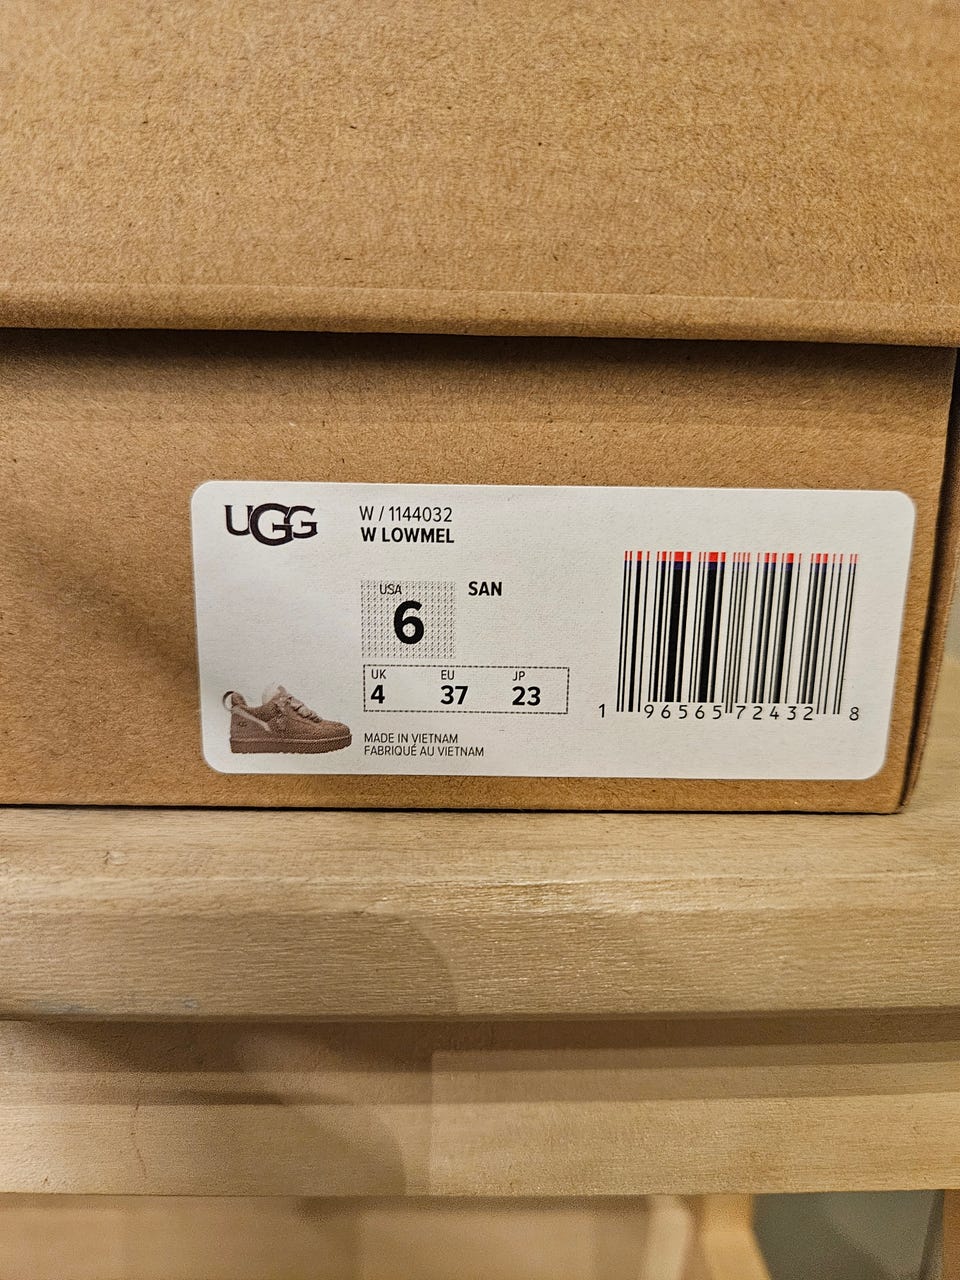 UGG
W / 1144032
W LOWMEL
USA
6
SAN
UK EU JP
4 37 23
MADE IN VIETNAM
FABRIQUÉ AU VIETNAM
1 96565 72432 8